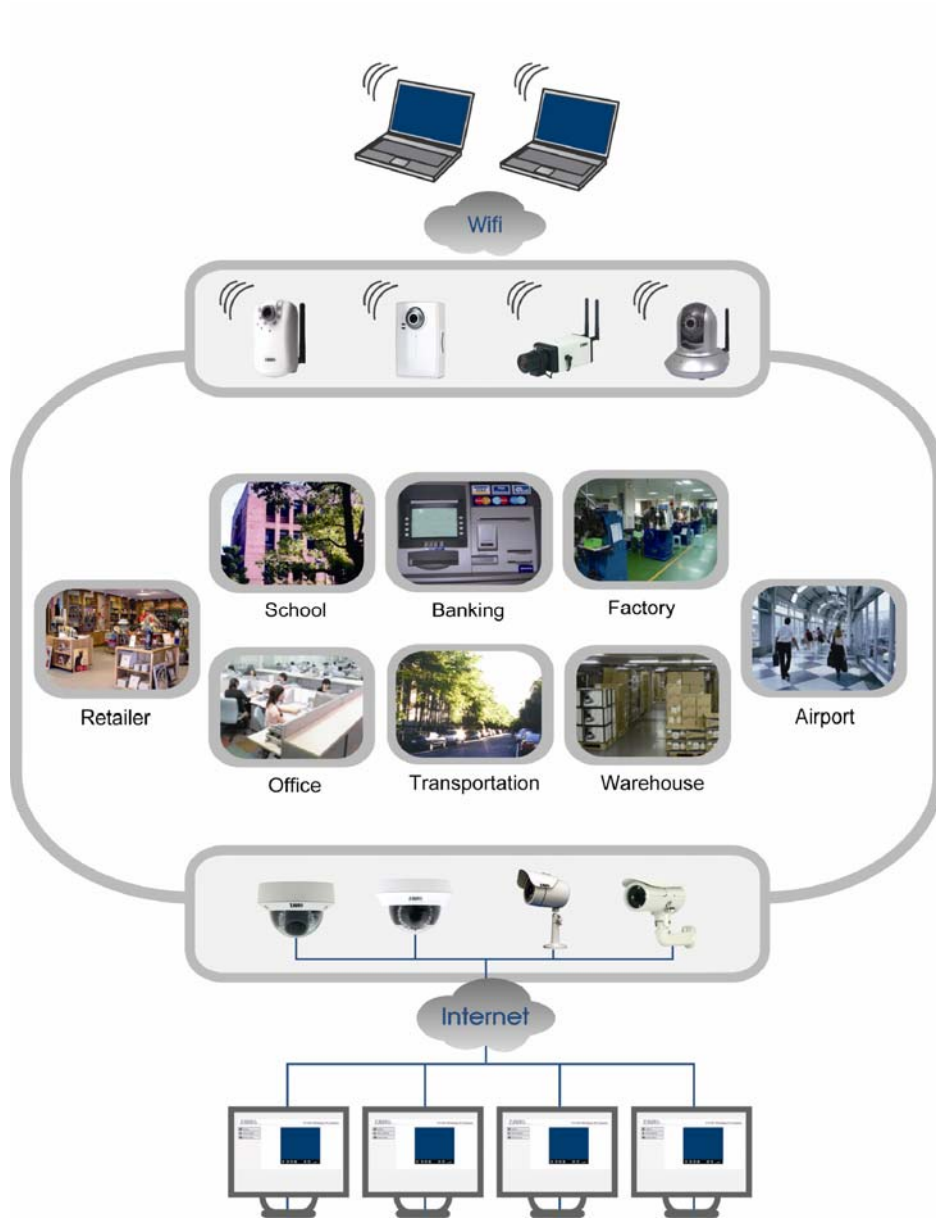 Wifi
School
Banking
Factory
Retailer
Airport
Office
Transportation
Warehouse
Internet